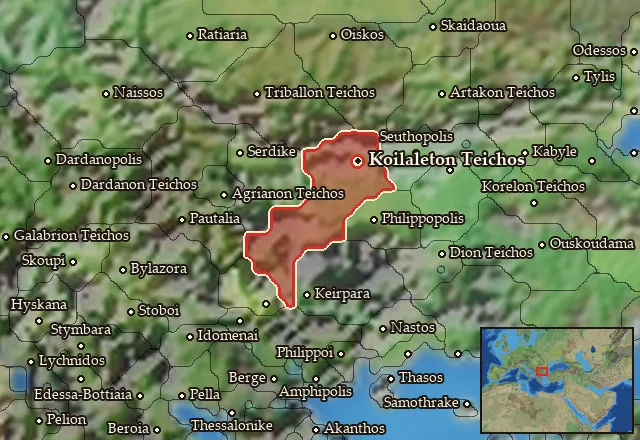 Skaidaoua
Ratiaria
Oiskos
Odessos
Tylis
Naissos
Triballon Teichos
Artakon Teichos
Seuthopolis
Serdike
Koilaleton Teichos
Kabyle
Dardanopolis
Dardanon Teichos
Agrianon Teichos
Korelon Teichos
Pautalia
Philippopolis
Galabrion Teichos
Ouskoudama
Dion Teichos
Skoupi
Bylazora
Keirpara
Hyskana
Stoboi
Stymbara
Idomenai
Nastos
Philippoi
Lychnidos
Berge
Thasos
Edessa-Bottiaia
Pella
Amphipolis
Samothrake
Pelion
Thessalonike
Beroia
Akanthos